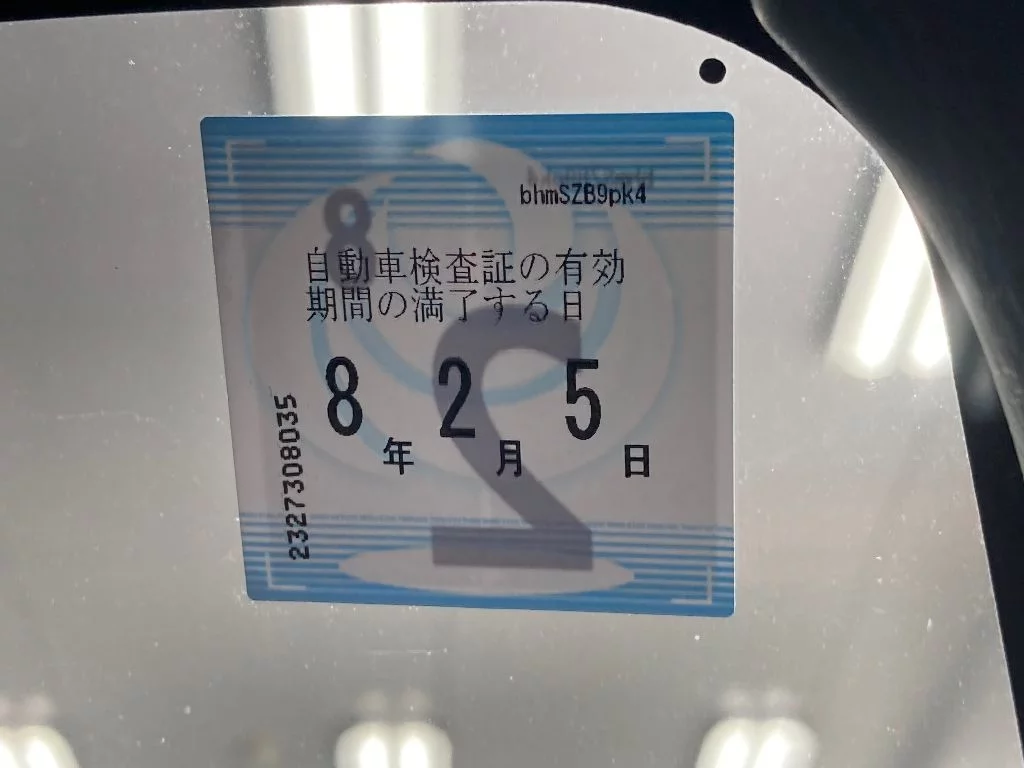 bhmSZB9pk4
8
自動車検査証の有効
期間の満了する日
8年2月5日
2
2327308035